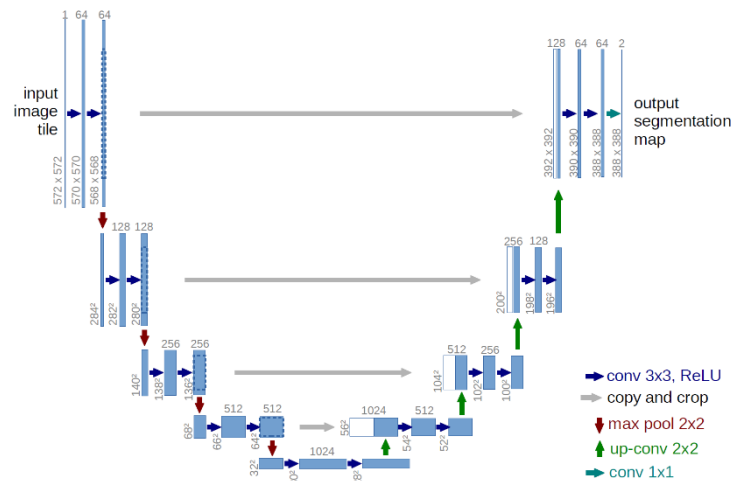 1 64 64
128 64 64 2
input
image
tile
output
segmentation
map
572 x 572
570 x 570
568 x 568
392 x 392
390 x 390
388 x 388
388 x 388
128 128
256 128
284²
282²
280²
200²
198²
196²
256 256
512 256
140²
138²
136²
104²
102²
100²
512 512
1024 512
68²
66²
64²
56²
54²
52²
1024
32²
conv 3x3, ReLU
copy and crop
max pool 2x2
up-conv 2x2
conv 1x1